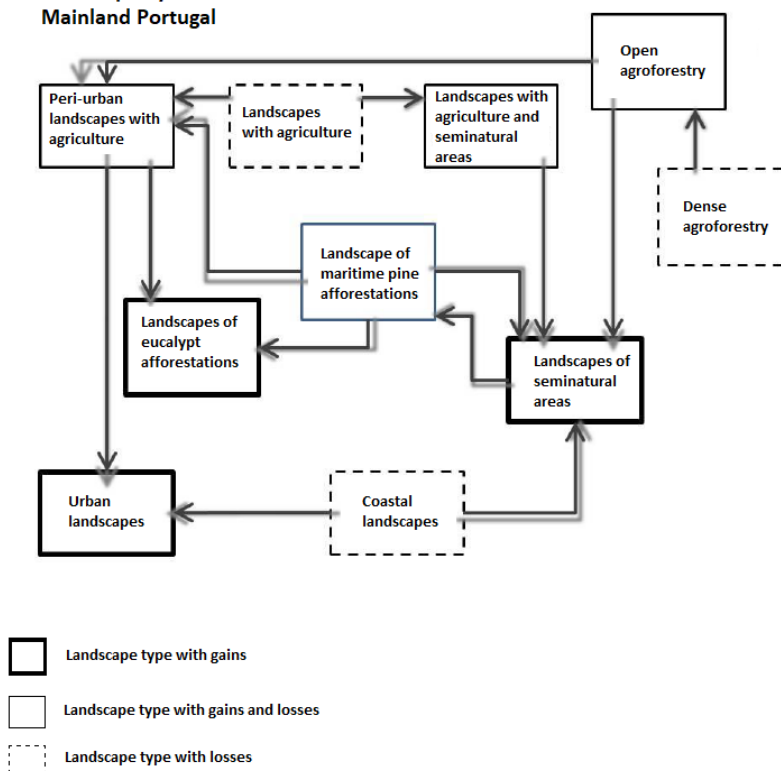 Mainland Portugal
Open
agroforestry
Peri-urban
landscapes with
agriculture
Landscapes
with agriculture
Landscapes with
agriculture and
seminatural
areas
Dense
agroforestry
Landscape of
maritime pine
afforestations
Landscapes of
eucalypt
afforestations
Landscapes of
seminatural
areas
Urban
landscapes
Coastal
landscapes
Landscape type with gains
Landscape type with gains and losses
Landscape type with losses